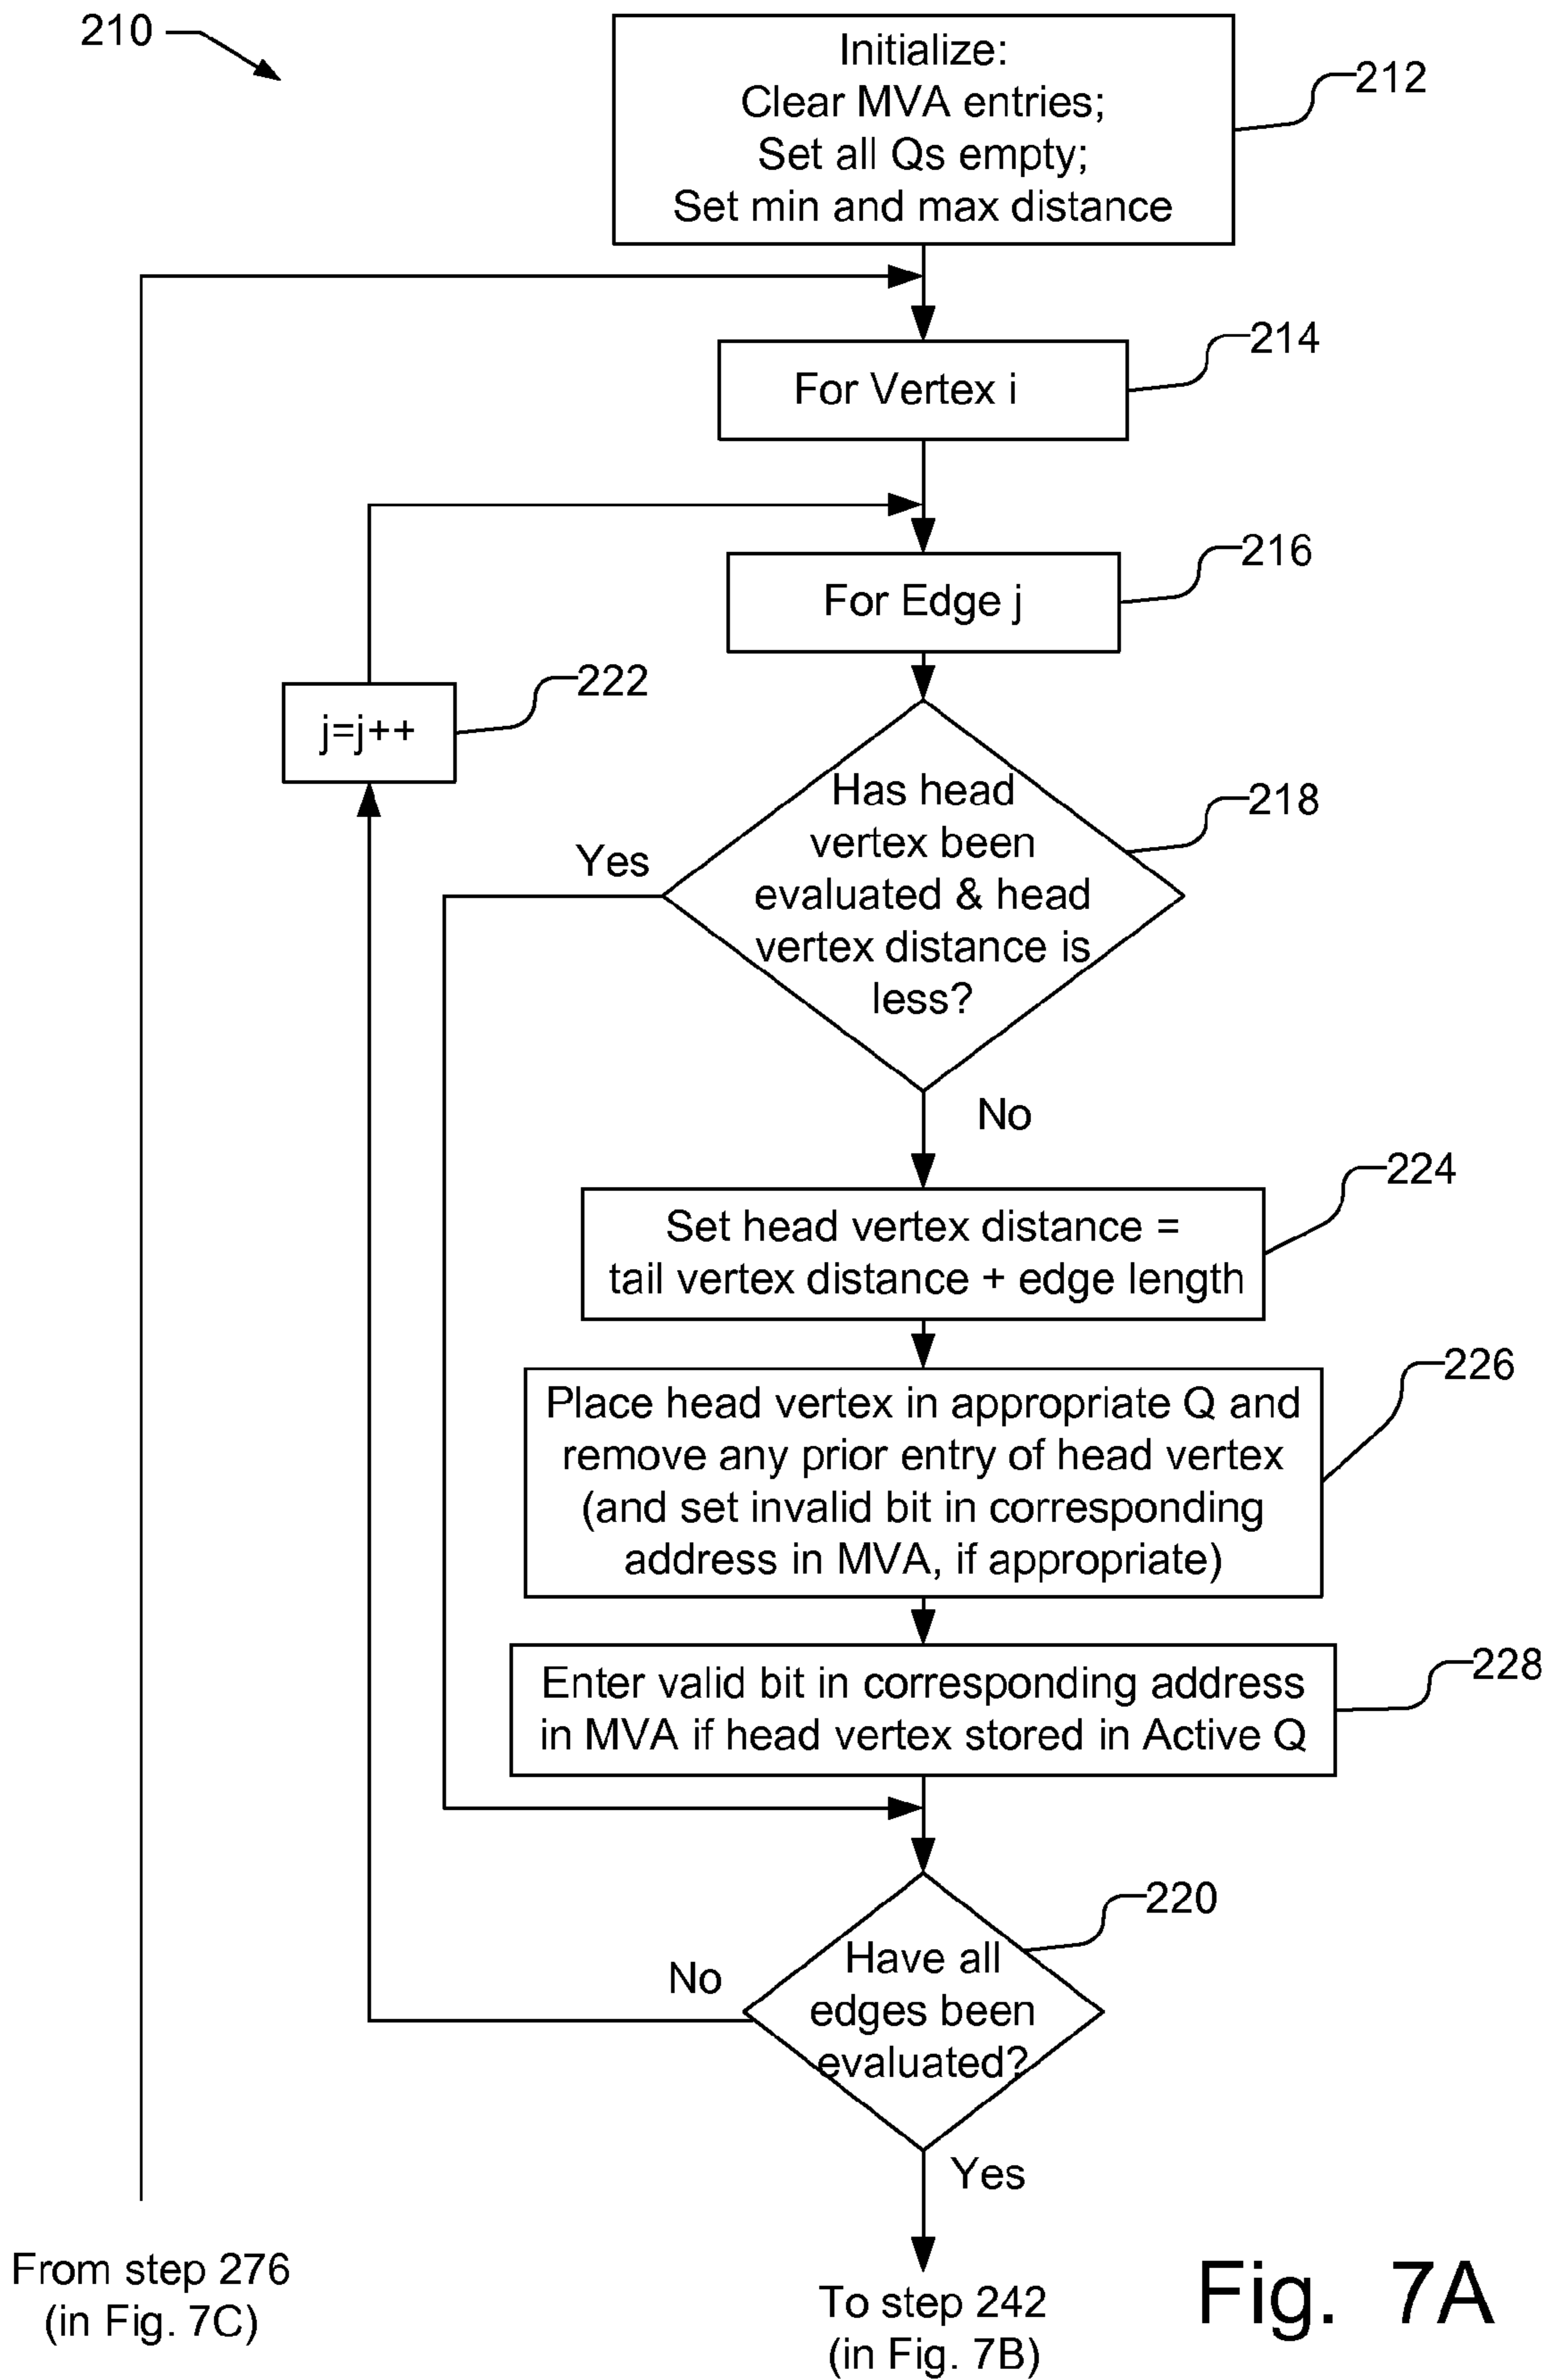 210
Initialize:
Clear MVA entries;
Set all Qs empty;
Set min and max distance
212
For Vertex i
214
For Edge j
216
j=j++
222
Has head
vertex been
evaluated & head
vertex distance is
less?
218
Yes
No
Set head vertex distance =
tail vertex distance + edge length
224
Place head vertex in appropriate Q and
remove any prior entry of head vertex
(and set invalid bit in corresponding
address in MVA, if appropriate)
226
Enter valid bit in corresponding address
in MVA if head vertex stored in Active Q
228
Have all
edges been
evaluated?
220
No
Yes
From step 276
(in Fig. 7C)
To step 242
(in Fig. 7B)
Fig. 7A